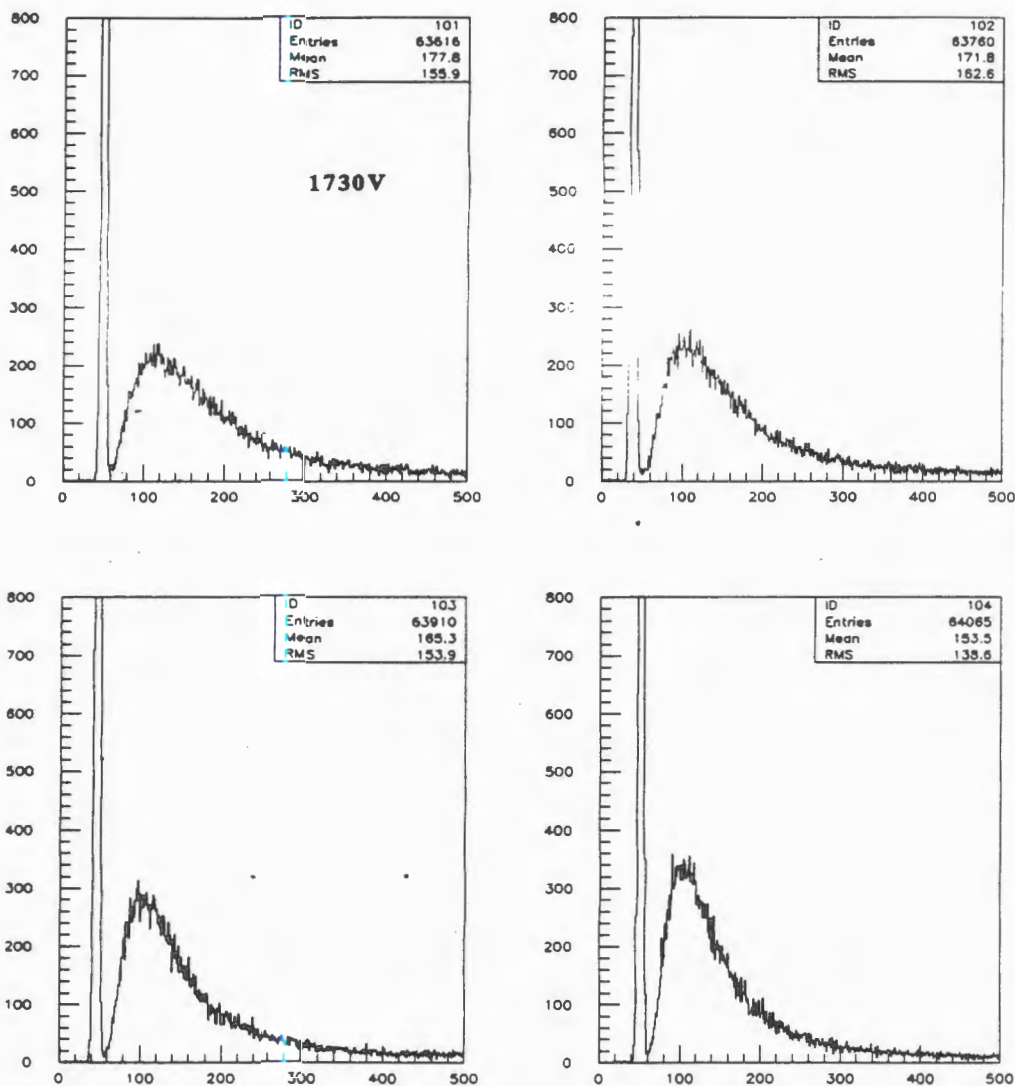 ID 101
Entries 63616
Mean 177.8
RMS 155.9
1730V
800
700
600
500
400
300
200
100
0
0 100 200 300 400 500
ID 102
Entries 63760
Mean 171.8
RMS 162.6
800
700
600
500
400
300
200
100
0
0 100 200 300 400 500
ID 103
Entries 63910
Mean 165.3
RMS 153.9
800
700
600
500
400
300
200
100
0
0 100 200 300 400 500
ID 104
Entries 64065
Mean 153.5
RMS 138.6
800
700
600
500
400
300
200
100
0
0 100 200 300 400 500